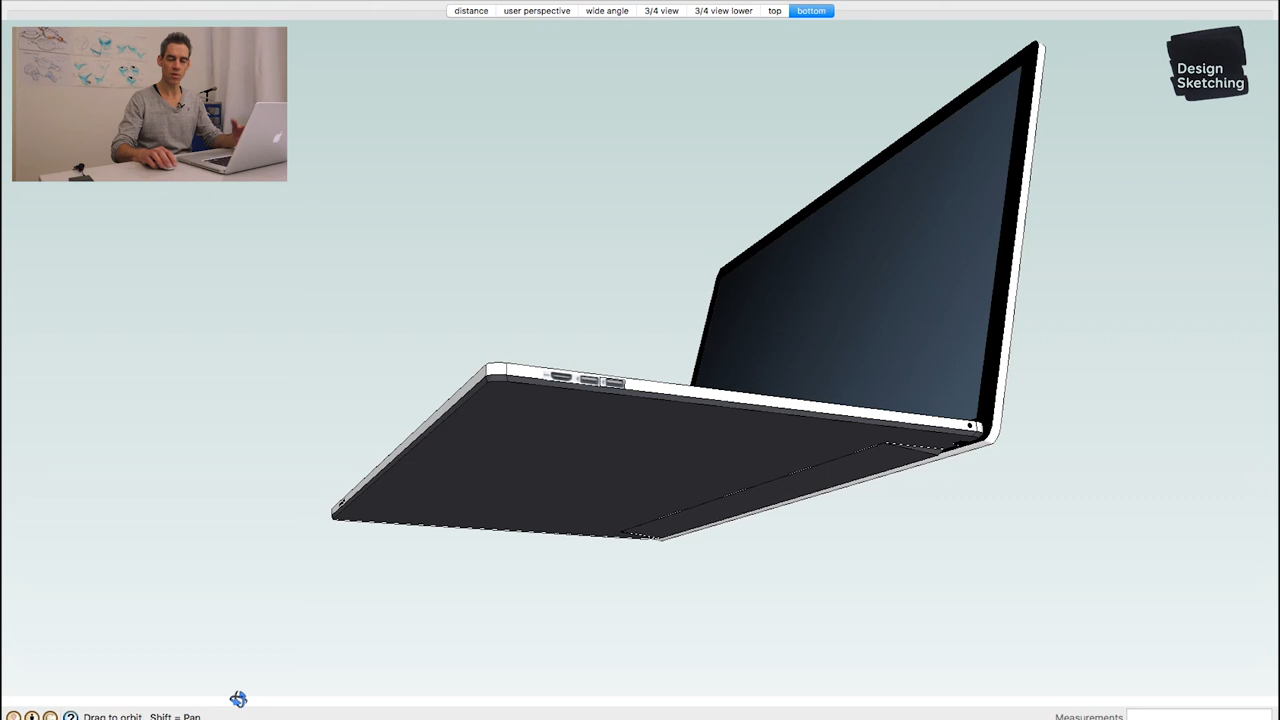 distance user perspective wide angle 3/4 view 3/4 view lower top bottom
Design
Sketching
Drag to orbit. Shift = Pan
Measurements